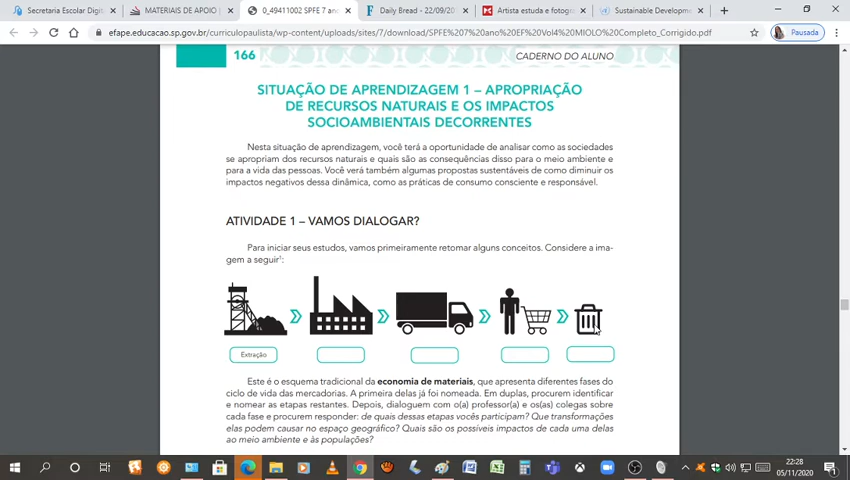 Secretaria Escolar Digit
MATERIAIS DE APOIO
0_49411002 SPFE 7 ano
Daily Bread - 22/09/20
Artista estuda e fotogr
Sustainable Developme
efape.educacao.sp.gov.br/curriculopaulista/wp-content/uploads/sites/7/download/SPFE%207%20ano%20EF%20Vol4%20MIOLO%20Completo_Corrigido.pdf
Pausada
166
CADERNO DO ALUNO
SITUAÇÃO DE APRENDIZAGEM 1 – APROPRIAÇÃO
DE RECURSOS NATURAIS E OS IMPACTOS
SOCIOAMBIENTAIS DECORRENTES
Nesta situação de aprendizagem, você terá a oportunidade de analisar como as sociedades
se apropriam dos recursos naturais e quais são as consequências disso para o meio ambiente e
para a vida das pessoas. Você verá também algumas propostas sustentáveis de como diminuir os
impactos negativos dessa dinâmica, como as práticas de consumo consciente e responsável.
ATIVIDADE 1 – VAMOS DIALOGAR?
Para iniciar seus estudos, vamos primeiramente retomar alguns conceitos. Considere a ima-
gem a seguir¹:
Extração
Este é o esquema tradicional da economia de materiais, que apresenta diferentes fases do
ciclo de vida das mercadorias. A primeira delas já foi nomeada. Em duplas, procurem identificar
e nomear as etapas restantes. Depois, dialoguem com o(a) professor(a) e os(as) colegas sobre
cada fase e procurem responder: de quais dessas etapas vocês participam? Que transformações
elas podem causar no espaço geográfico? Quais são os possíveis impactos de cada uma delas
ao meio ambiente e às populações?
22:28
05/11/2020